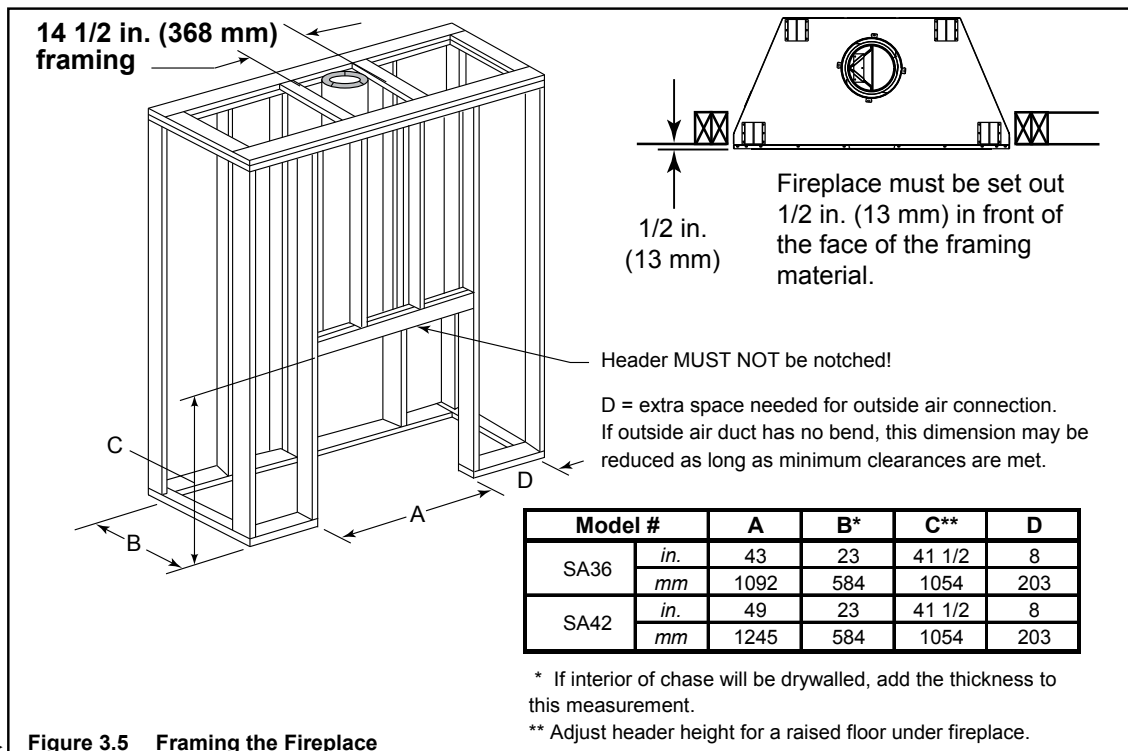 14 1/2 in. (368 mm)
framing
1/2 in.
(13 mm)
Fireplace must be set out
1/2 in. (13 mm) in front of
the face of the framing
material.
Header MUST NOT be notched!
D = extra space needed for outside air connection.
If outside air duct has no bend, this dimension may be
reduced as long as minimum clearances are met.
C
B
A
D
Model # A B* C** D
SA36 in. 43 23 41 1/2 8
mm 1092 584 1054 203
SA42 in. 49 23 41 1/2 8
mm 1245 584 1054 203
* If interior of chase will be drywalled, add the thickness to
this measurement.
** Adjust header height for a raised floor under fireplace.
Figure 3.5 Framing the Fireplace